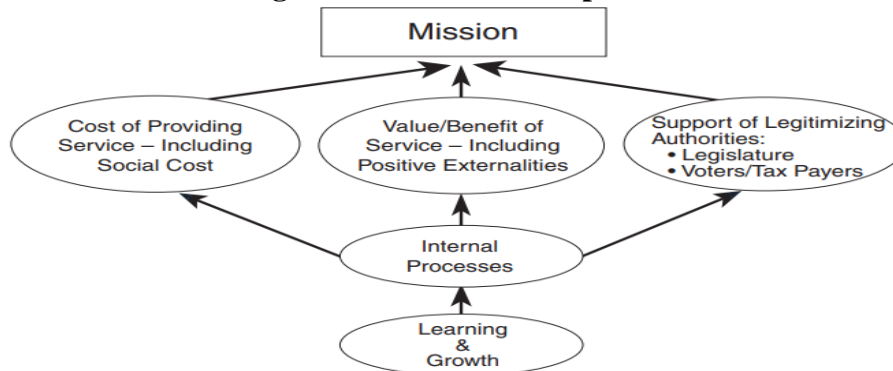 Mission
Cost of Providing
Service – Including
Social Cost
Value/Benefit of
Service – Including
Positive Externalities
Support of Legitimizing
Authorities:
• Legislature
• Voters/Tax Payers
Internal
Processes
Learning
&
Growth